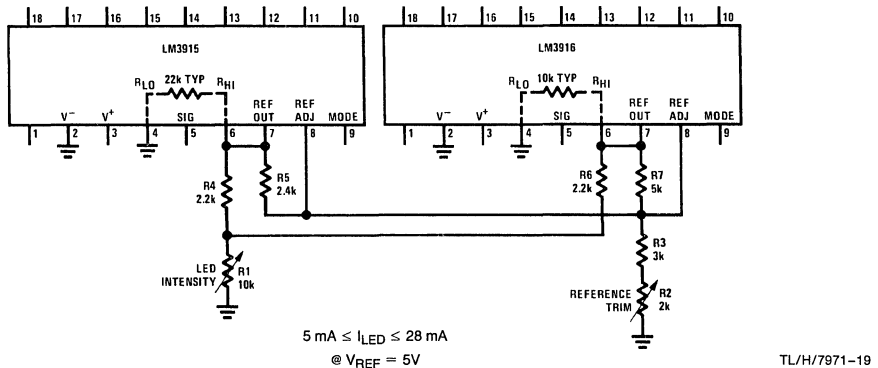 18 17 16 15 14 13 12 11 10
LM3915
RLO 22k TYP RHI
V− V+ SIG REF OUT REF ADJ MODE
1 2 3 4 5 6 7 8 9
18 17 16 15 14 13 12 11 10
LM3916
RLO 10k TYP RHI
V− V+ SIG REF OUT REF ADJ MODE
1 2 3 4 5 6 7 8 9
R4
2.2k
R5
2.4k
R6
2.2k
R7
5k
R3
3k
LED
INTENSITY
R1
10k
REFERENCE
TRIM
R2
2k
5 mA ≤ ILED ≤ 28 mA
@ VREF = 5V
TL/H/7971–19